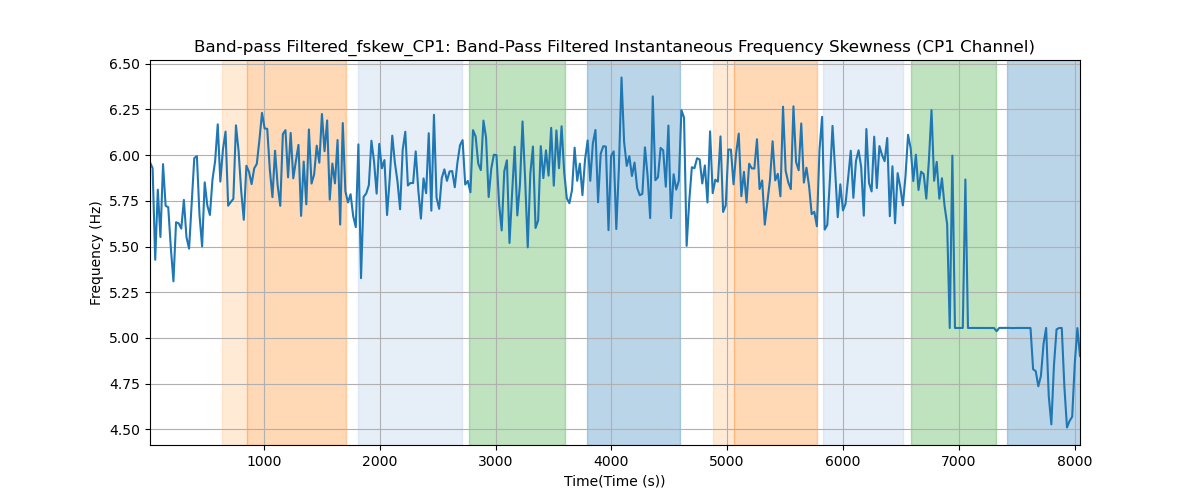 Band-pass Filtered_fskew_CP1: Band-Pass Filtered Instantaneous Frequency Skewness (CP1 Channel)
6.50
6.25
6.00
5.75
5.50
5.25
5.00
4.75
4.50
Frequency (Hz)
1000 2000 3000 4000 5000 6000 7000 8000
Time(Time (s))